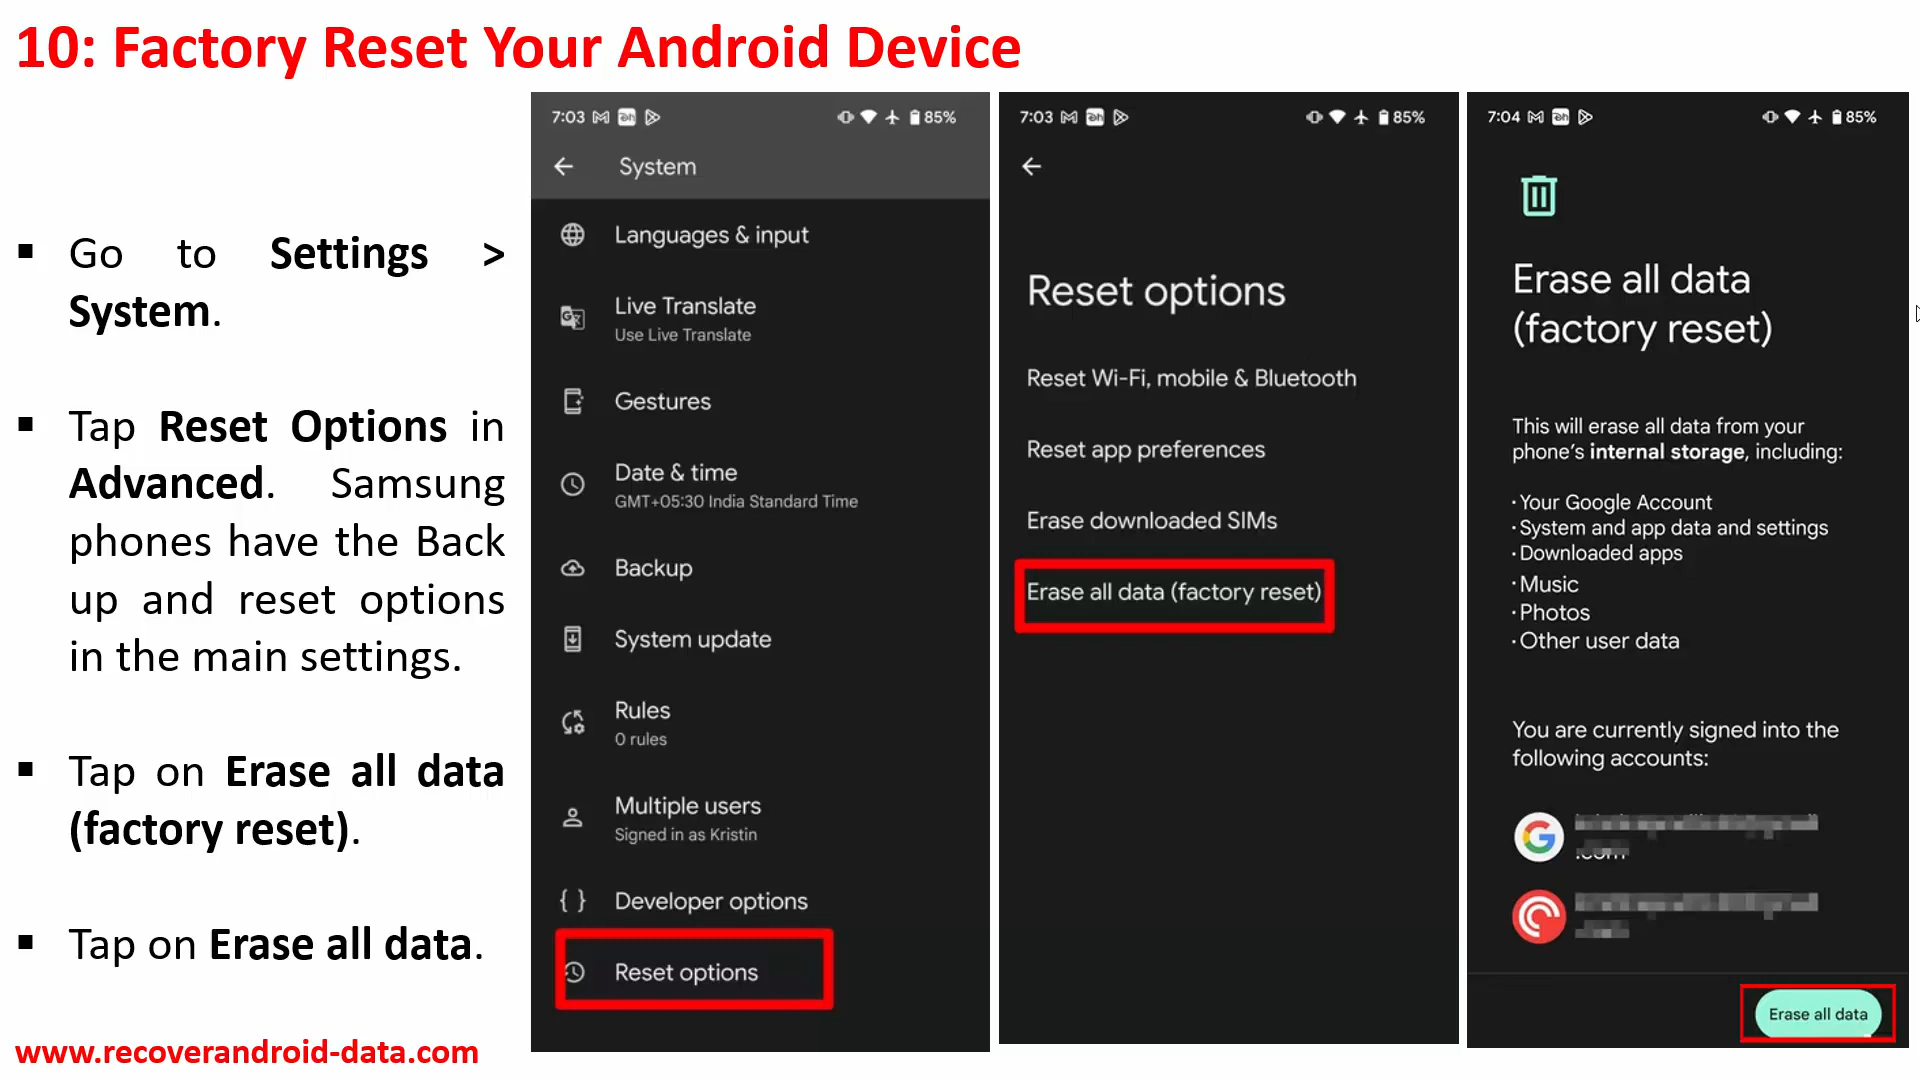 10: Factory Reset Your Android Device
▪ Go to Settings >
System.
▪ Tap Reset Options in
Advanced. Samsung
phones have the Back
up and reset options
in the main settings.
▪ Tap on Erase all data
(factory reset).
▪ Tap on Erase all data.
www.recoverandroid-data.com
7:03
85%
System
Languages & input
Live Translate
Use Live Translate
Gestures
Date & time
GMT+05:30 India Standard Time
Backup
System update
Rules
0 rules
Multiple users
Signed in as Kristin
Developer options
Reset options
7:03
85%
Reset options
Reset Wi-Fi, mobile & Bluetooth
Reset app preferences
Erase downloaded SIMs
Erase all data (factory reset)
7:04
85%
Erase all data
(factory reset)
This will erase all data from your
phone's internal storage, including:
· Your Google Account
· System and app data and settings
· Downloaded apps
· Music
· Photos
· Other user data
You are currently signed into the
following accounts:
Erase all data